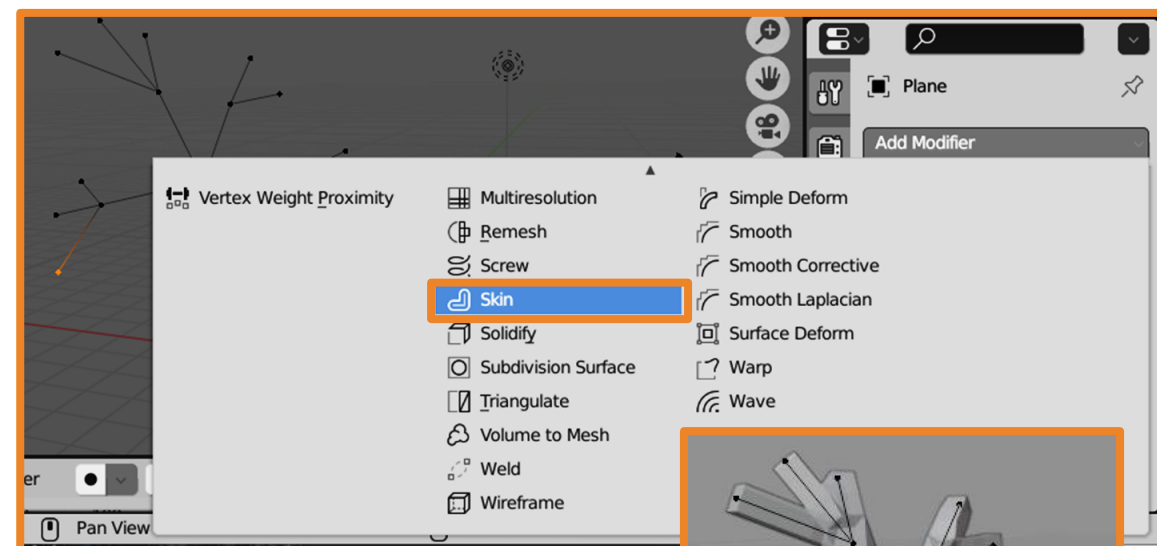 Plane
Add Modifier
Vertex Weight Proximity
Multiresolution
Remesh
Screw
Skin
Solidify
Subdivision Surface
Triangulate
Volume to Mesh
Weld
Wireframe
Simple Deform
Smooth
Smooth Corrective
Smooth Laplacian
Surface Deform
Warp
Wave
er
Pan View